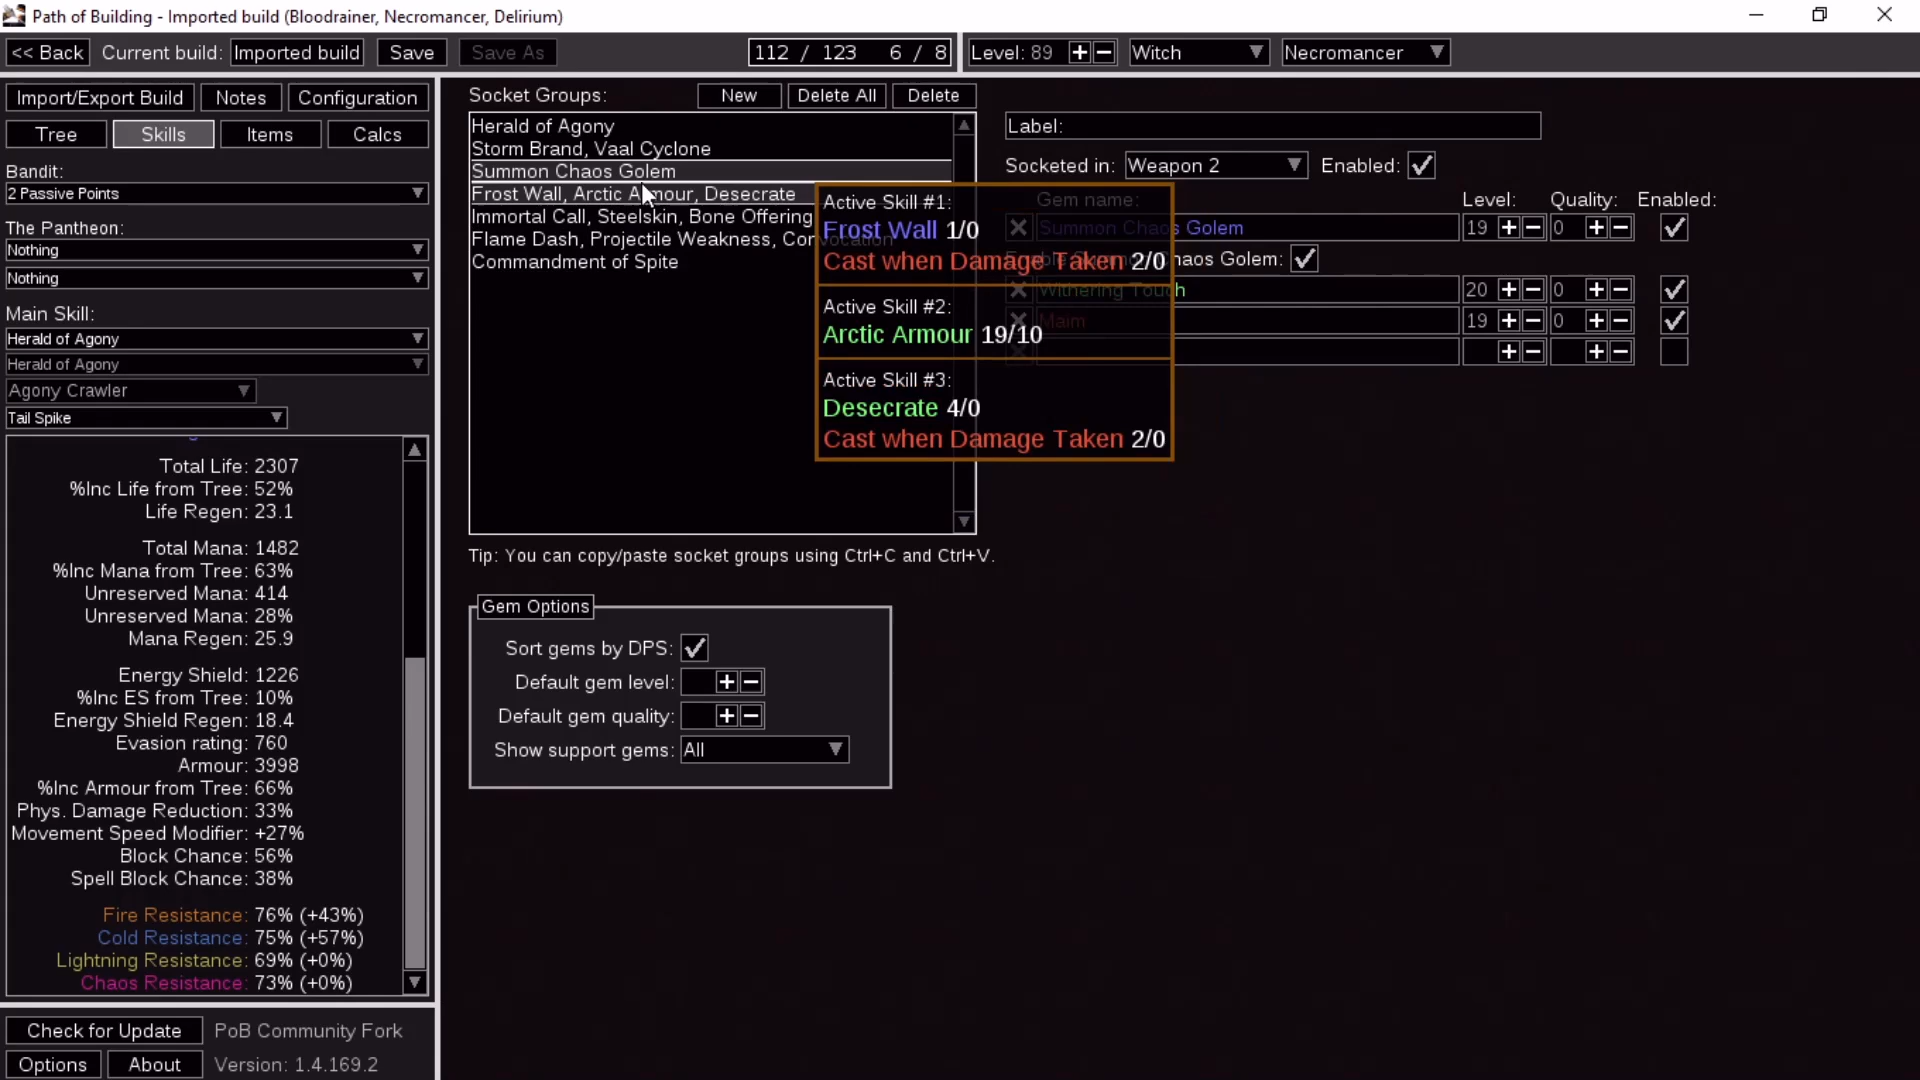 Path of Building - Imported build (Bloodrainer, Necromancer, Delirium)
<< Back Current build: Imported build Save Save As 112 / 123 6 / 8 Level: 89 Witch Necromancer
Import/Export Build Notes Configuration
Tree Skills Items Calcs
Bandit:
2 Passive Points
The Pantheon:
Nothing
Nothing
Main Skill:
Herald of Agony
Herald of Agony
Agony Crawler
Tail Spike
Total Life: 2307
%Inc Life from Tree: 52%
Life Regen: 23.1
Total Mana: 1482
%Inc Mana from Tree: 63%
Unreserved Mana: 414
Unreserved Mana: 28%
Mana Regen: 25.9
Energy Shield: 1226
%Inc ES from Tree: 10%
Energy Shield Regen: 18.4
Evasion rating: 760
Armour: 3998
%Inc Armour from Tree: 66%
Phys. Damage Reduction: 33%
Movement Speed Modifier: +27%
Block Chance: 56%
Spell Block Chance: 38%
Fire Resistance: 76% (+43%)
Cold Resistance: 75% (+57%)
Lightning Resistance: 69% (+0%)
Chaos Resistance: 73% (+0%)
Check for Update PoB Community Fork
Options About Version: 1.4.169.2
Socket Groups: New Delete All Delete
Herald of Agony
Storm Brand, Vaal Cyclone
Summon Chaos Golem
Frost Wall, Arctic Armour, Desecrate
Immortal Call, Steelskin, Bone Offering
Flame Dash, Projectile Weakness, Convocation
Commandment of Spite
Tip: You can copy/paste socket groups using Ctrl+C and Ctrl+V.
Gem Options
Sort gems by DPS:
Default gem level:
Default gem quality:
Show support gems: All
Active Skill #1:
Frost Wall 1/0
Cast when Damage Taken 2/0
Active Skill #2:
Arctic Armour 19/10
Active Skill #3:
Desecrate 4/0
Cast when Damage Taken 2/0
Label:
Socketed in: Weapon 2 Enabled:
Gem name: Level: Quality: Enabled:
Summon Chaos Golem 19 0
Chaos Golem:
Withering Touch 20 0
Maim 19 0